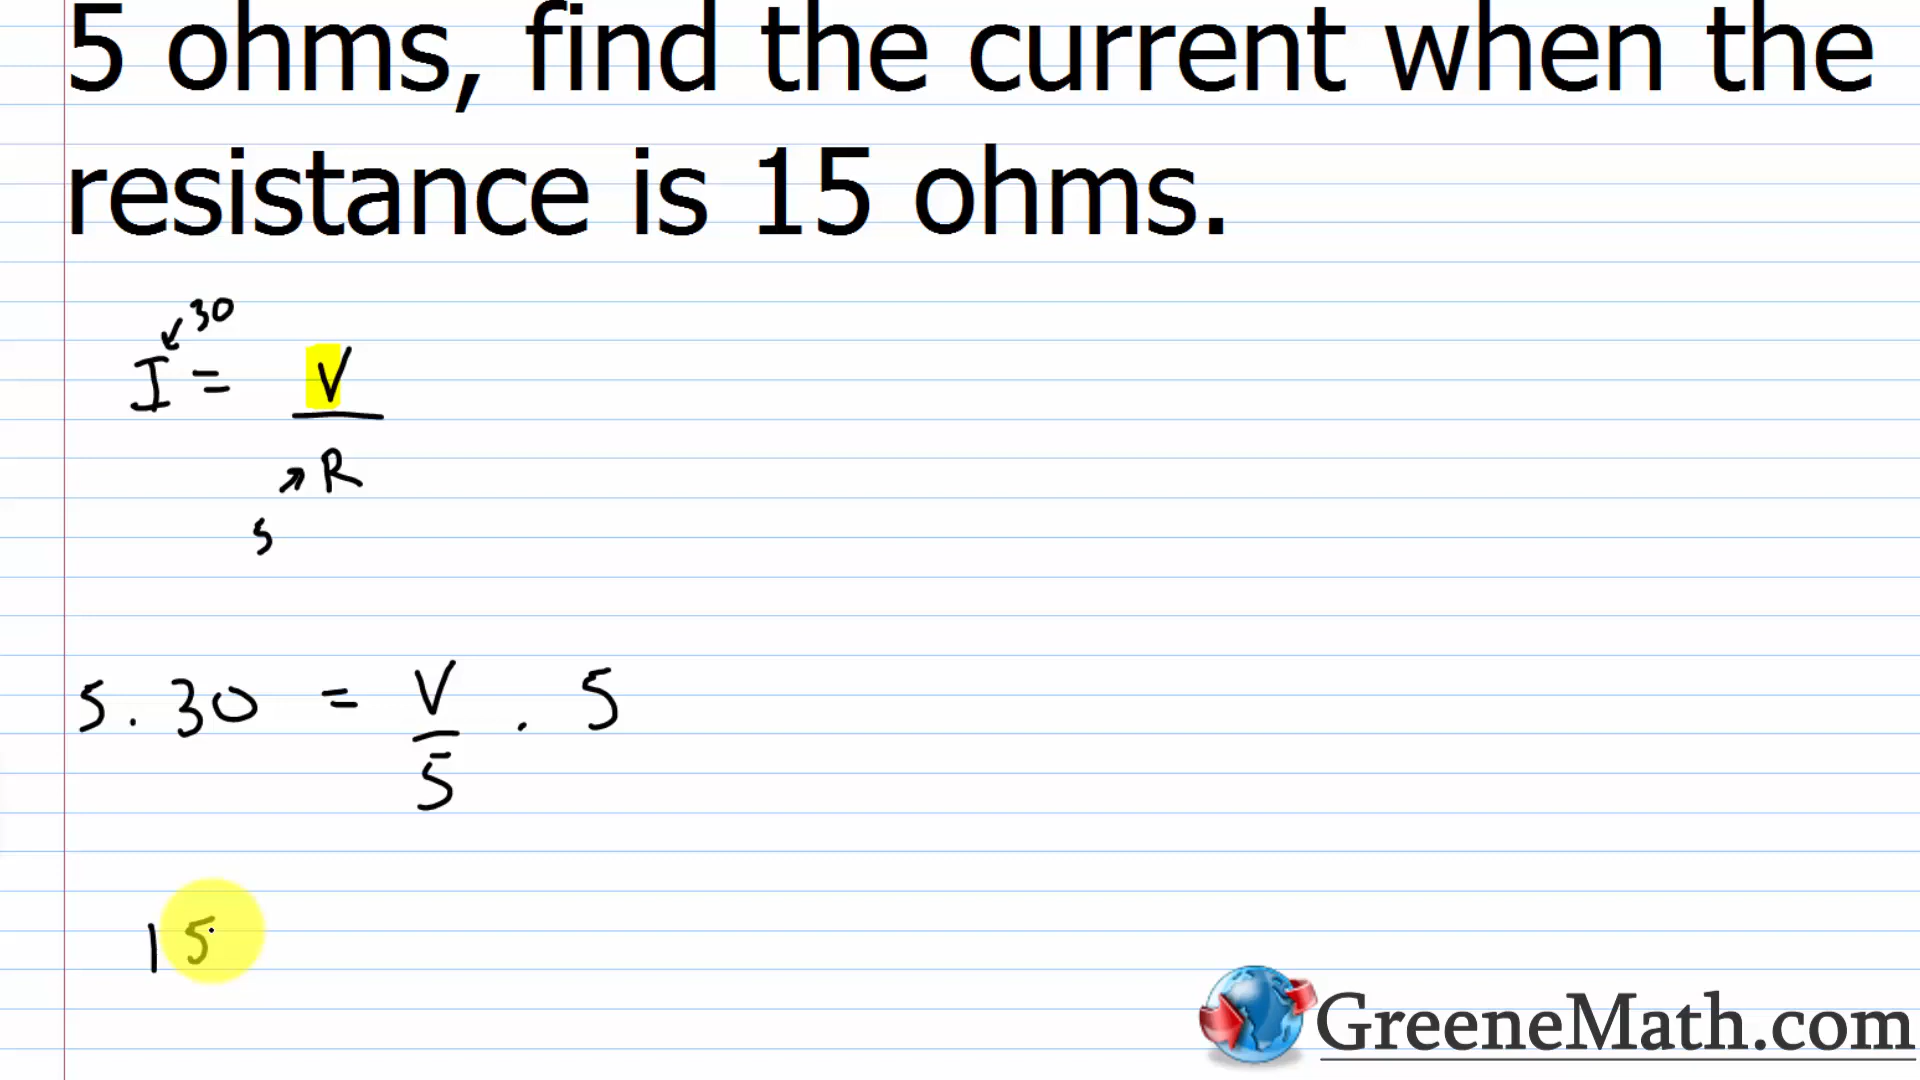 5 ohms, find the current when the
resistance is 15 ohms.
30
I = V
R
5
5 . 30 = V . 5
5
15
GreeneMath.com